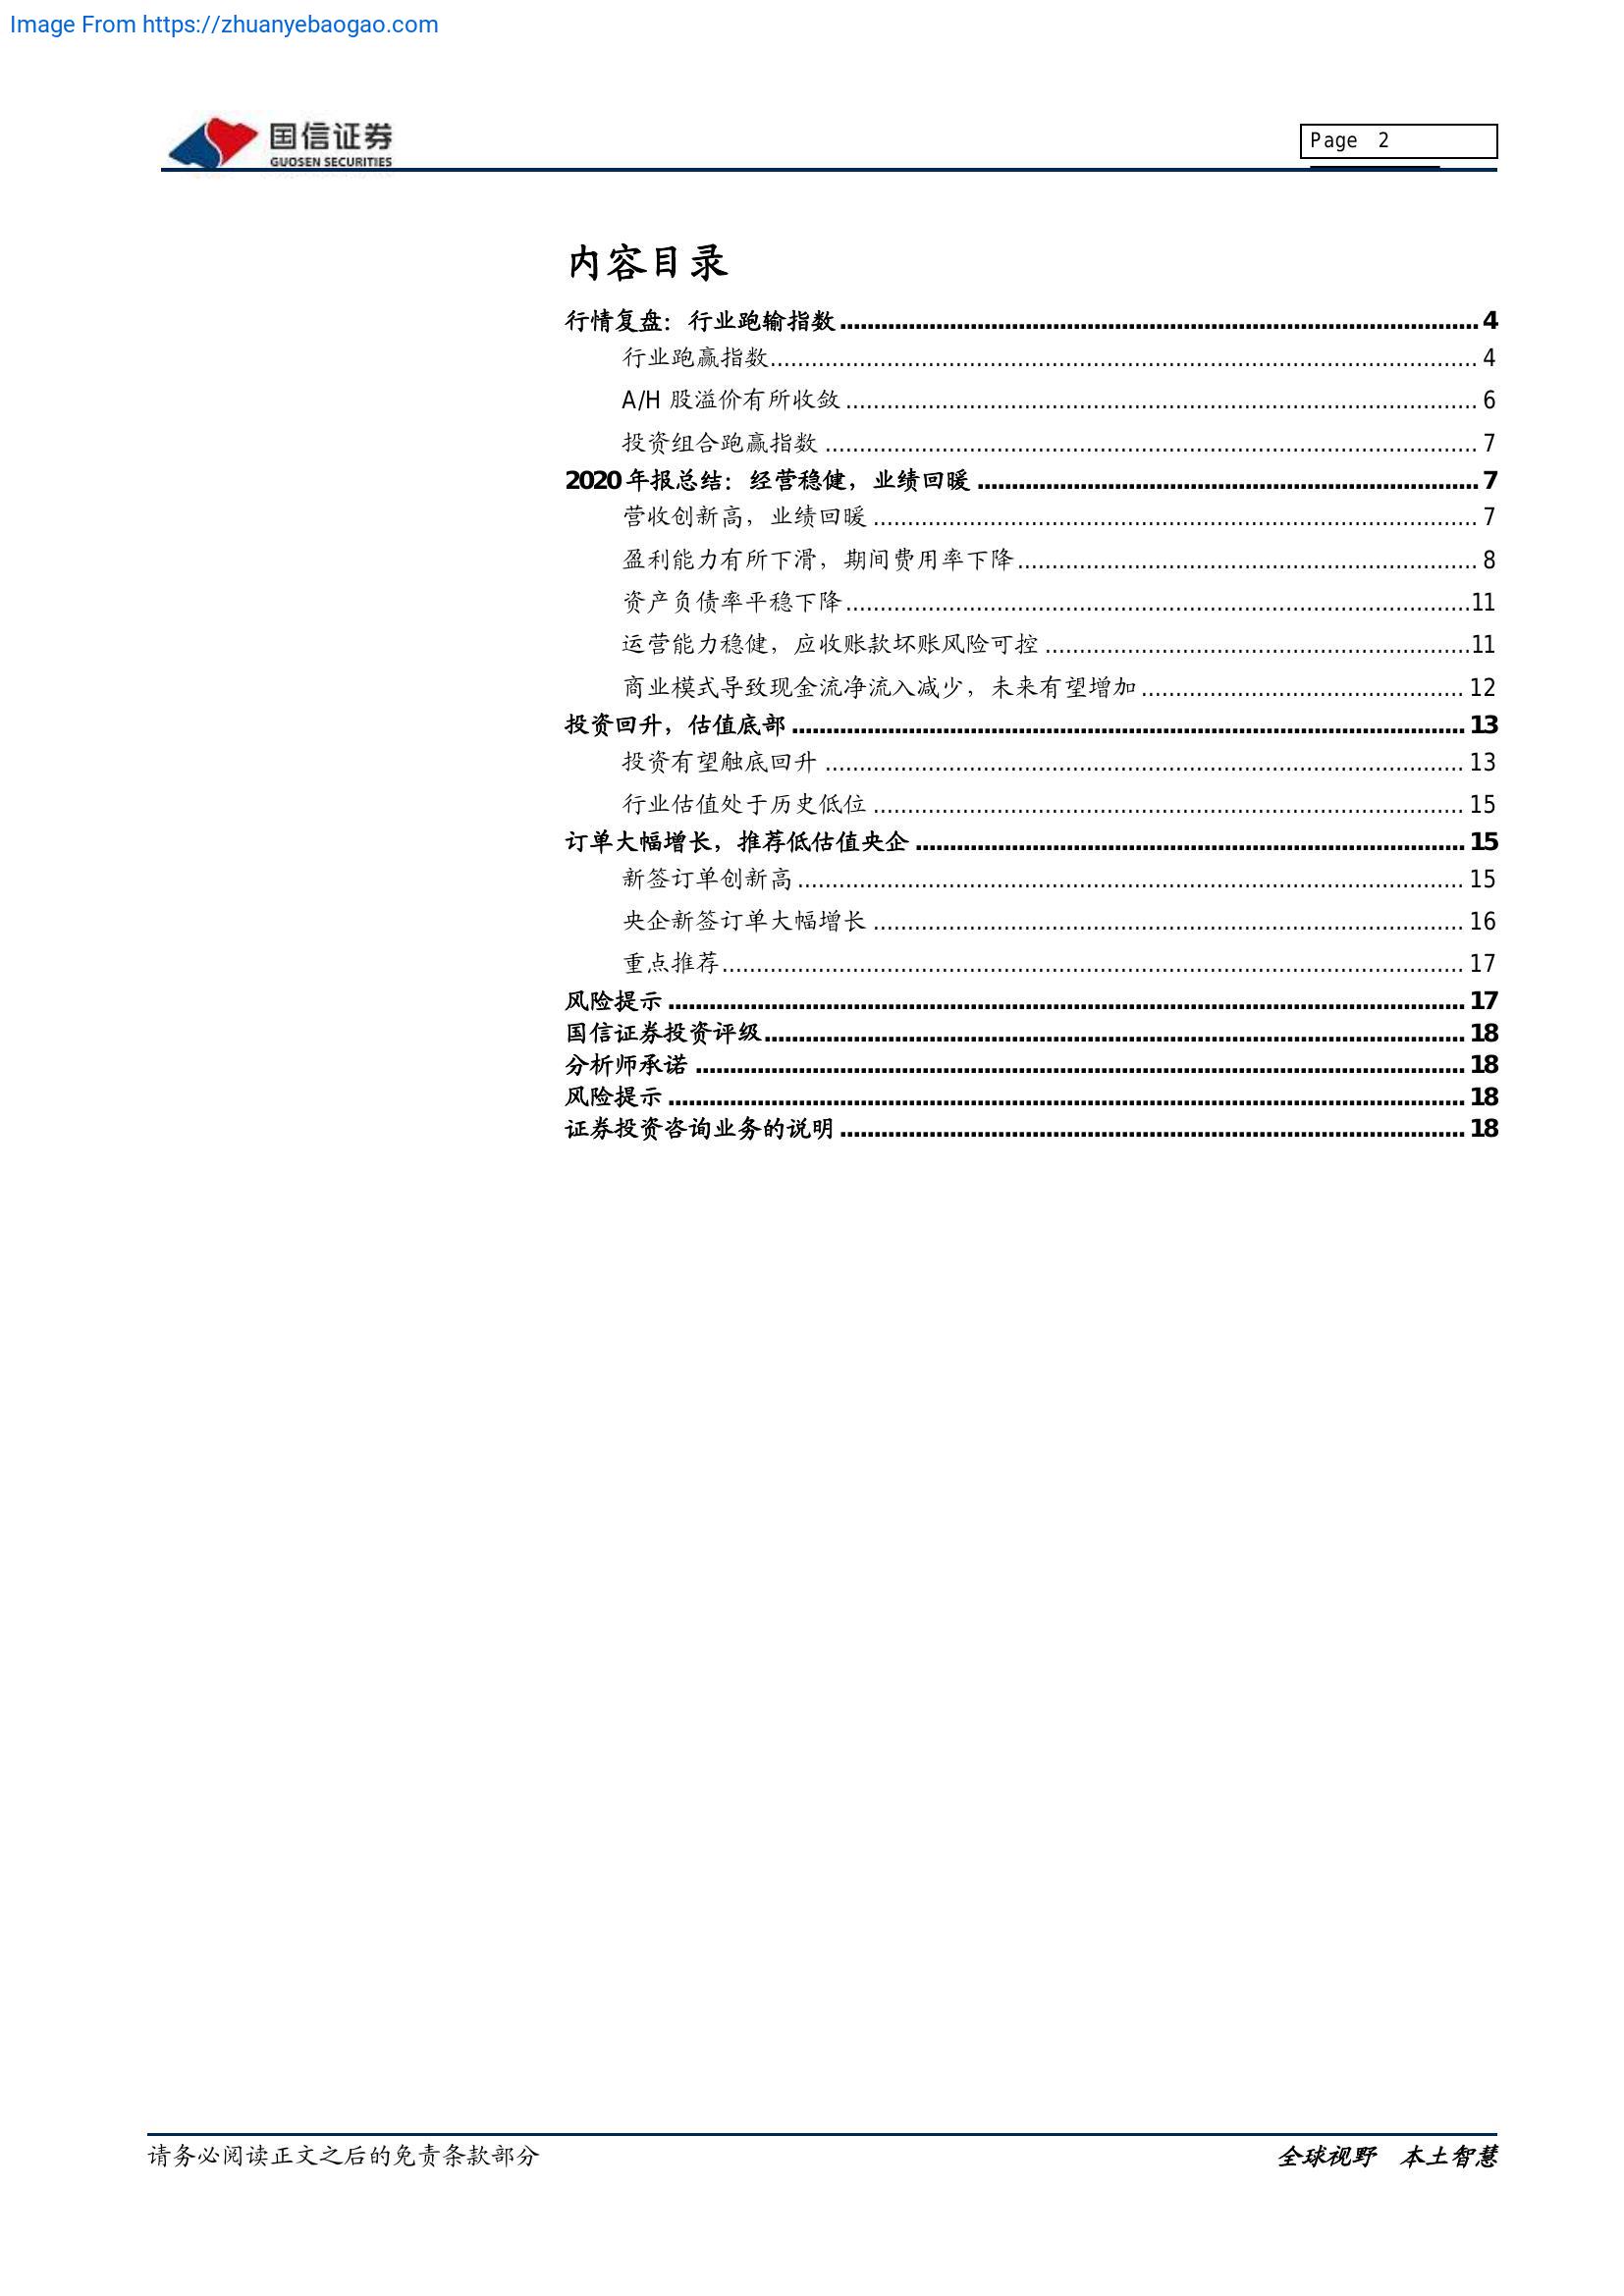 Image From https://zhuanyebaogao.com
国信证券
GUOSEN SECURITIES
Page 2
内容目录
行情复盘：行业跑输指数 4
行业跑赢指数 4
A/H 股溢价有所收敛 6
投资组合跑赢指数 7
2020 年报总结：经营稳健，业绩回暖 7
营收创新高，业绩回暖 7
盈利能力有所下滑，期间费用率下降 8
资产负债率平稳下降 11
运营能力稳健，应收账款坏账风险可控 11
商业模式导致现金流净流入减少，未来有望增加 12
投资回升，估值底部 13
投资有望触底回升 13
行业估值处于历史低位 15
订单大幅增长，推荐低估值央企 15
新签订单创新高 15
央企新签订单大幅增长 16
重点推荐 17
风险提示 17
国信证券投资评级 18
分析师承诺 18
风险提示 18
证券投资咨询业务的说明 18
请务必阅读正文之后的免责条款部分
全球视野 本土智慧